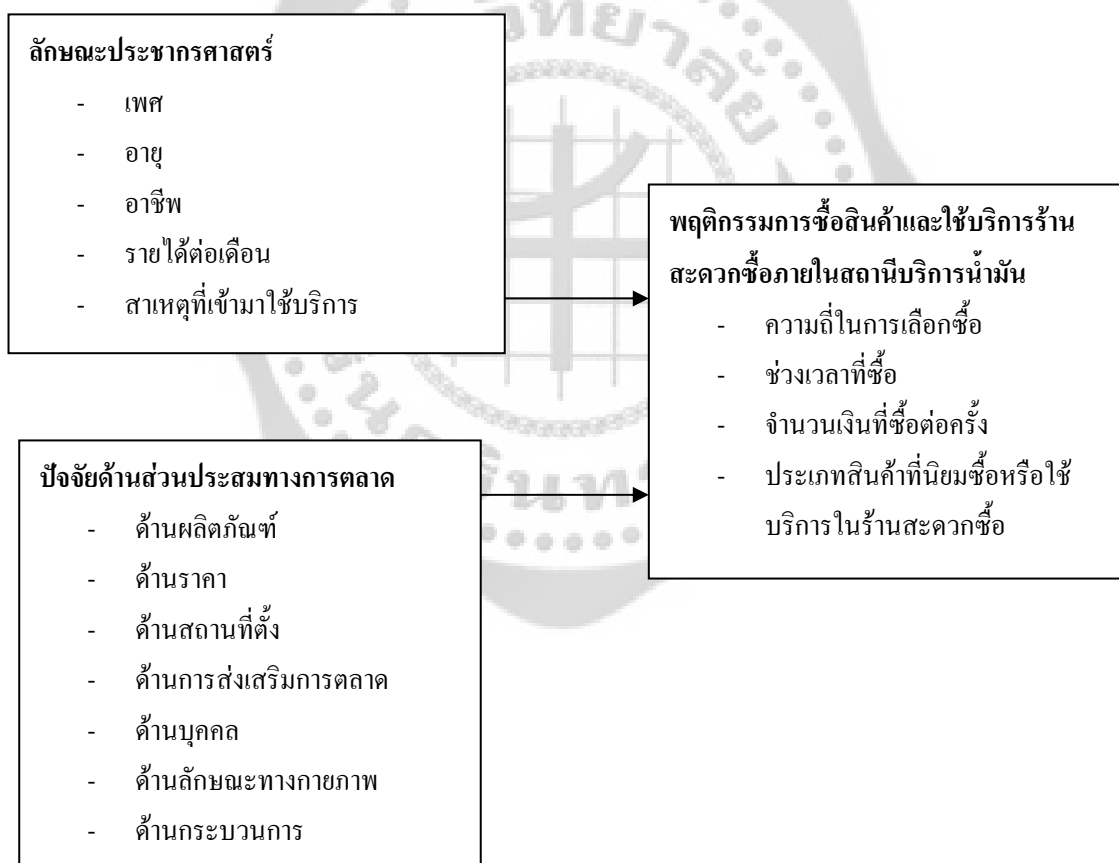 ลักษณะประชากรศาสตร์
- เพศ
- อายุ
- อาชีพ
- รายได้ต่อเดือน
- สาเหตุที่เข้ามาใช้บริการ
พฤติกรรมการซื้อสินค้าและใช้บริการร้าน
สะดวกซื้อภายในสถานีบริการน้ำมัน
- ความถี่ในการเลือกซื้อ
- ช่วงเวลาที่ซื้อ
- จำนวนเงินที่ซื้อต่อครั้ง
- ประเภทสินค้าที่นิยมซื้อหรือใช้
บริการในร้านสะดวกซื้อ
ปัจจัยด้านส่วนประสมทางการตลาด
- ด้านผลิตภัณฑ์
- ด้านราคา
- ด้านสถานที่ตั้ง
- ด้านการส่งเสริมการตลาด
- ด้านบุคคล
- ด้านลักษณะทางกายภาพ
- ด้านกระบวนการ